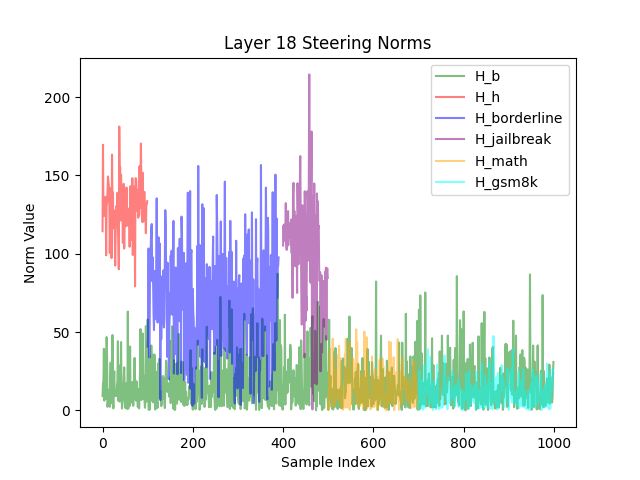 Layer 18 Steering Norms
H_b
H_h
H_borderline
H_jailbreak
H_math
H_gsm8k
Norm Value
200
150
100
50
0
0
200
400
600
800
1000
Sample Index